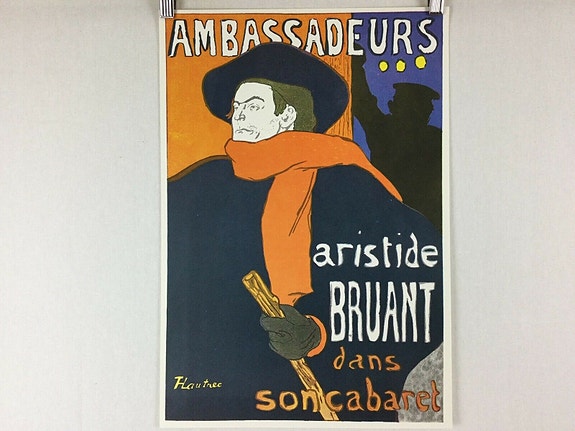 AMBASSADEURS
aristide
BRUANT
dans
son cabaret
HLautrec